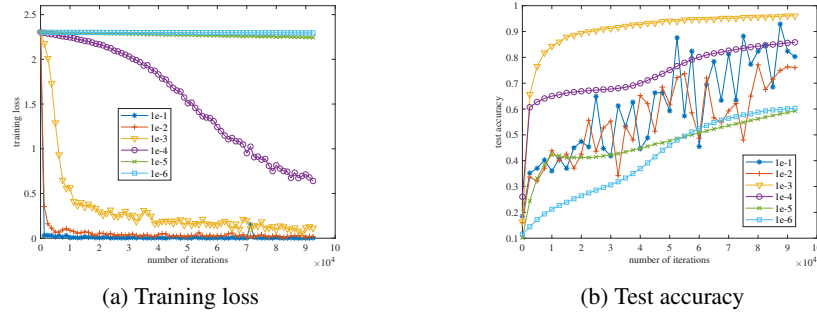 2.5
2
1.5
1
0.5
0
training loss
1e-1
1e-2
1e-3
1e-4
1e-5
1e-6
0 1 2 3 4 5 6 7 8 9 10
number of iterations
×10⁴
(a) Training loss
1
0.9
0.8
0.7
0.6
0.5
0.4
0.3
0.2
0.1
test accuracy
1e-1
1e-2
1e-3
1e-4
1e-5
1e-6
0 1 2 3 4 5 6 7 8 9 10
number of iterations
×10⁴
(b) Test accuracy